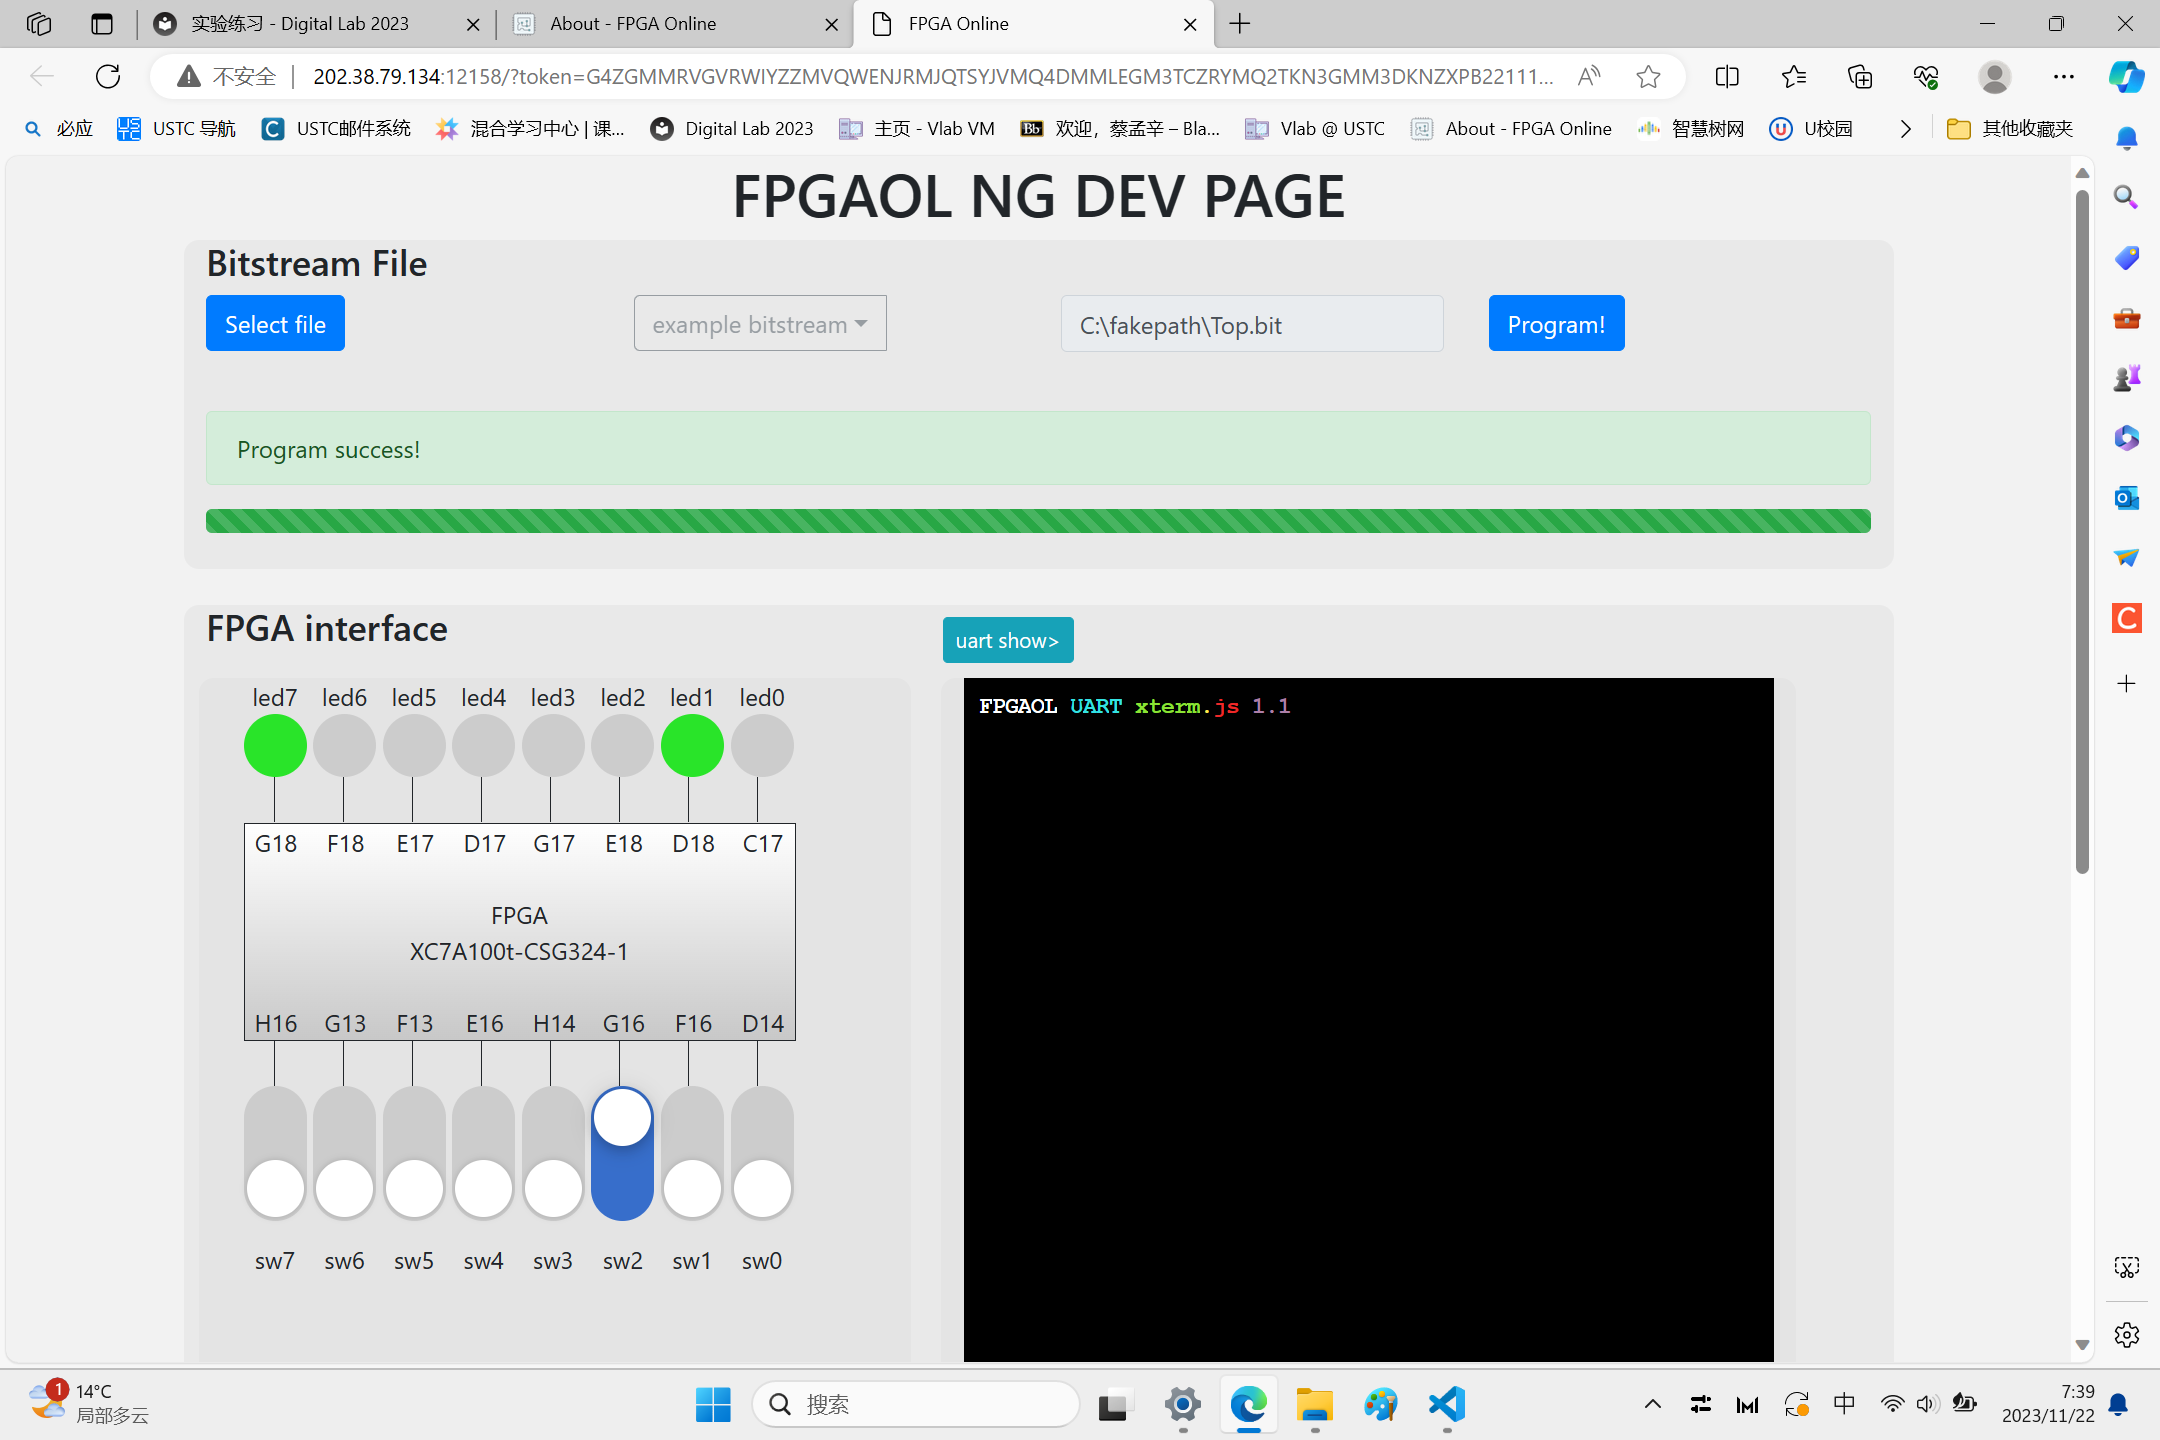 实验练习 - Digital Lab 2023
About - FPGA Online
FPGA Online
不安全
202.38.79.134:12158/?token=G4ZGMMRVGVRWIYZZMVQWENJRMJQTSYJVMQ4DMMLEGM3TCZRYMQ2TKN3GMM3DKNZXPB22111...
必应
USTC 导航
USTC邮件系统
混合学习中心 | 课...
Digital Lab 2023
主页 - Vlab VM
Bb 欢迎，蔡孟辛 – Bla...
Vlab @ USTC
About - FPGA Online
智慧树网
U校园
其他收藏夹
FPGAOL NG DEV PAGE
Bitstream File
Select file
example bitstream
C:\fakepath\Top.bit
Program!
Program success!
FPGA interface
uart show>
led7 led6 led5 led4 led3 led2 led1 led0
FPGAOL UART xterm.js 1.1
G18 F18 E17 D17 G17 E18 D18 C17
FPGA
XC7A100t-CSG324-1
H16 G13 F13 E16 H14 G16 F16 D14
sw7 sw6 sw5 sw4 sw3 sw2 sw1 sw0
1
14°C
局部多云
搜索
中
7:39
2023/11/22